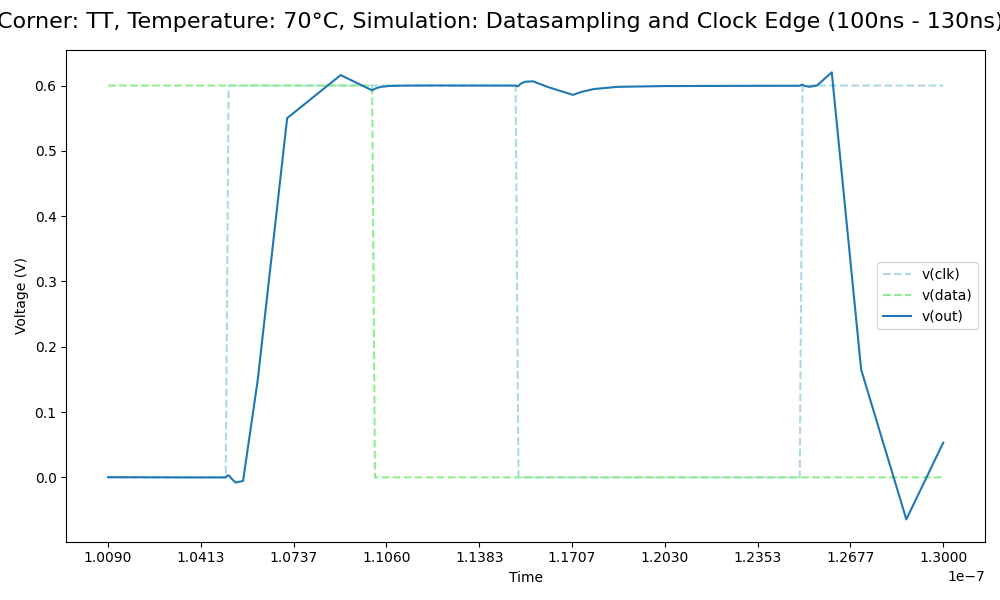 Corner: TT, Temperature: 70°C, Simulation: Datasampling and Clock Edge (100ns - 130ns)
0.6
0.5
0.4
0.3
0.2
0.1
0.0
Voltage (V)
v(clk)
v(data)
v(out)
1.0090 1.0413 1.0737 1.1060 1.1383 1.1707 1.2030 1.2353 1.2677 1.3000
Time
1e−7